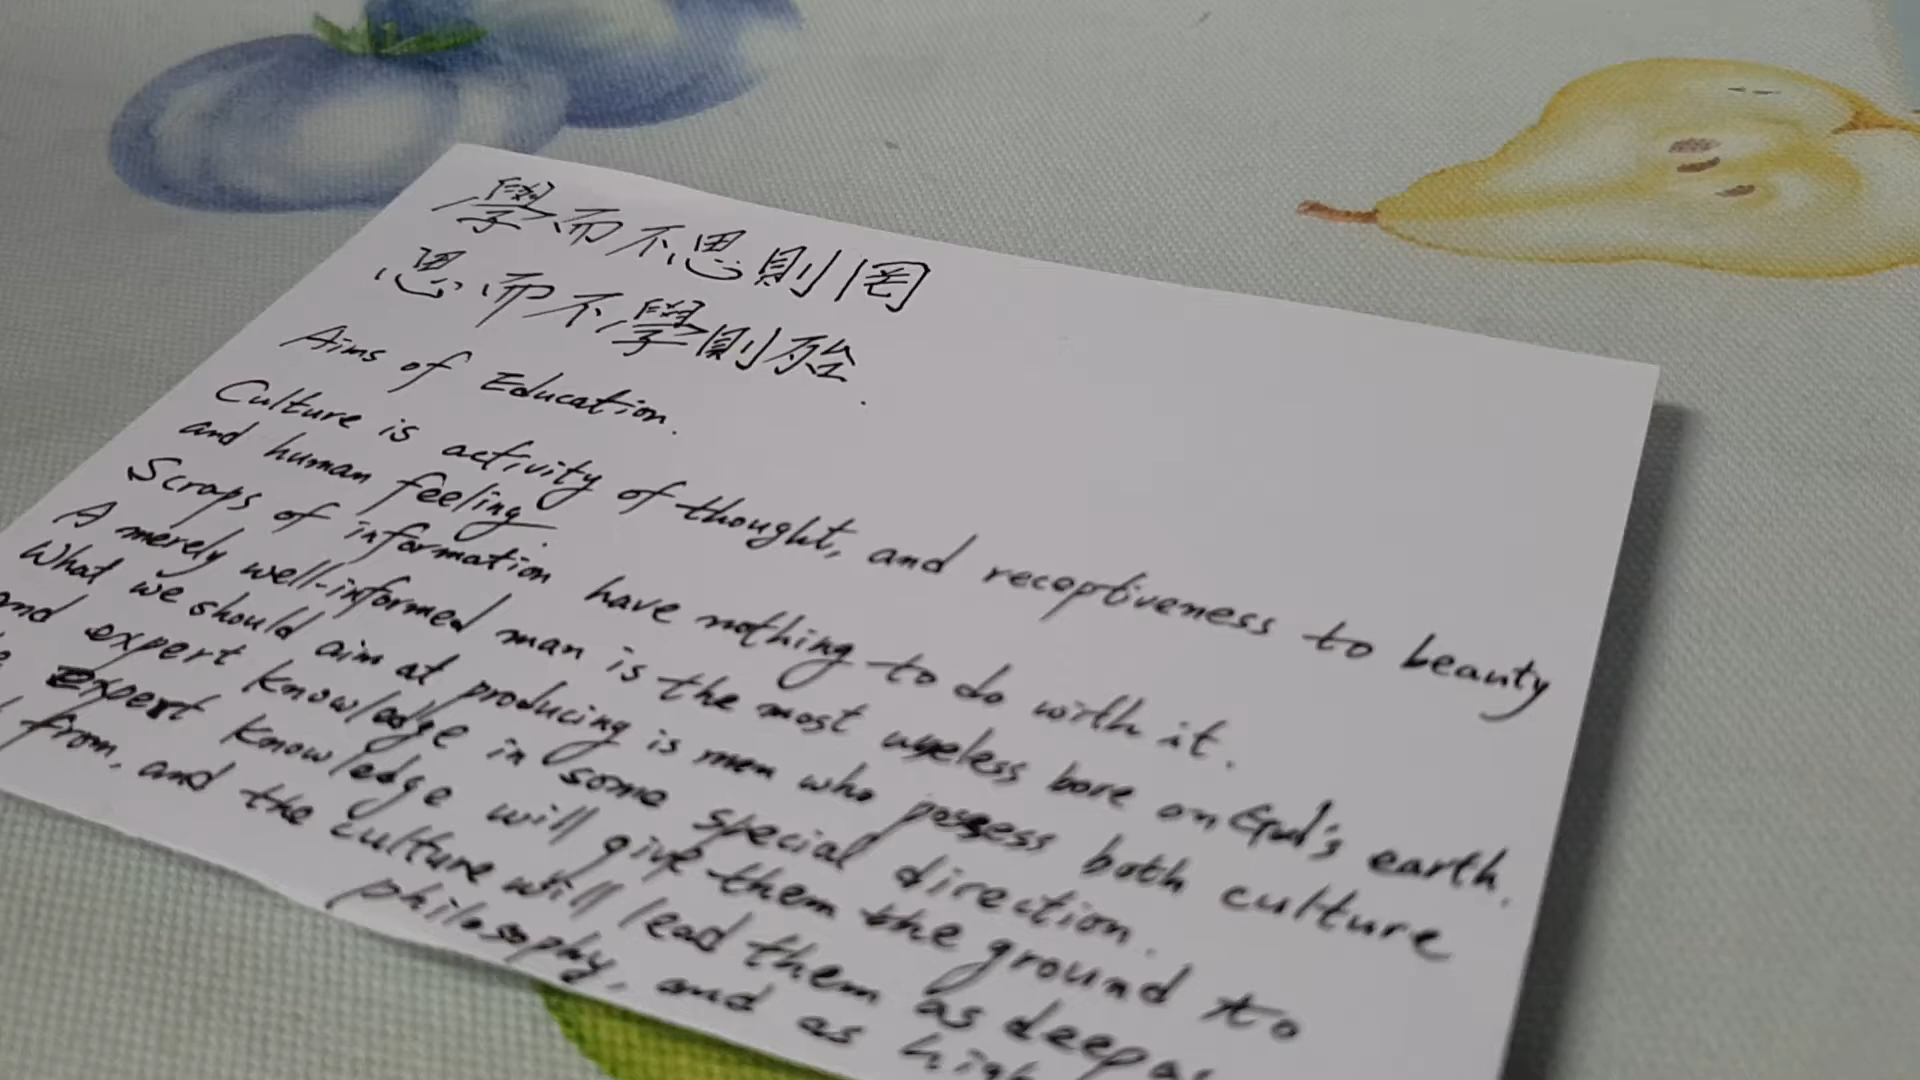 學而不思則罔
思而不學則殆.
Aims of Education.
Culture is activity of thought, and receptiveness to beauty
and human feeling.
Scraps of information have nothing to do with it.
A merely well-informed man is the most useless bore on God's earth.
What we should aim at producing is men who possess both culture
and expert knowledge in some special direction.
Expert knowledge will give them the ground to
from, and the culture will lead them as deep as
philosophy, and as high